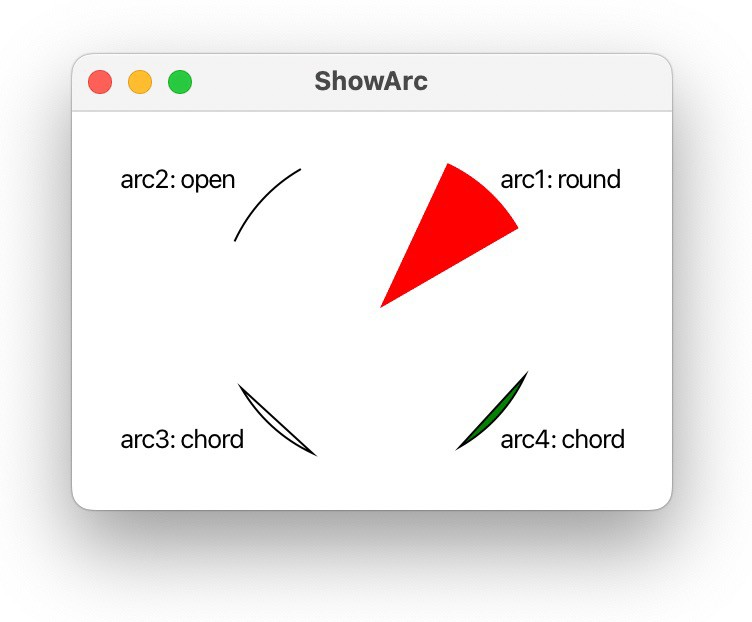 ShowArc
arc2: open
arc1: round
arc3: chord
arc4: chord